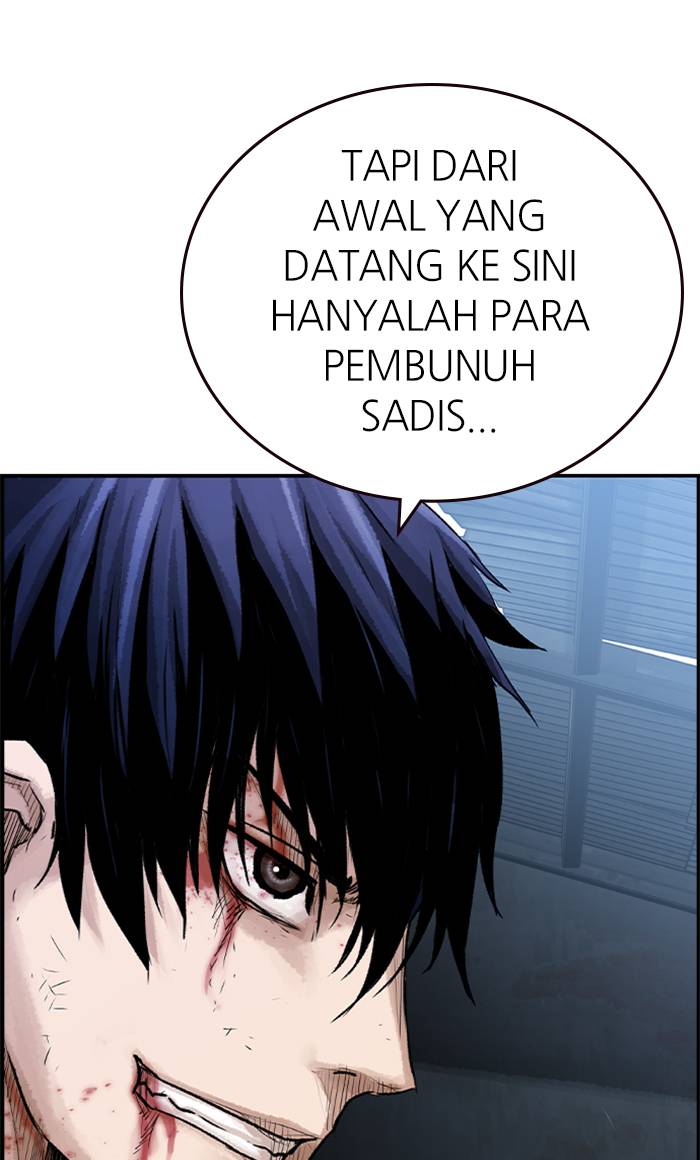 TAPI DARI
AWAL YANG
DATANG KE SINI
HANYALAH PARA
PEMBUNUH
SADIS...